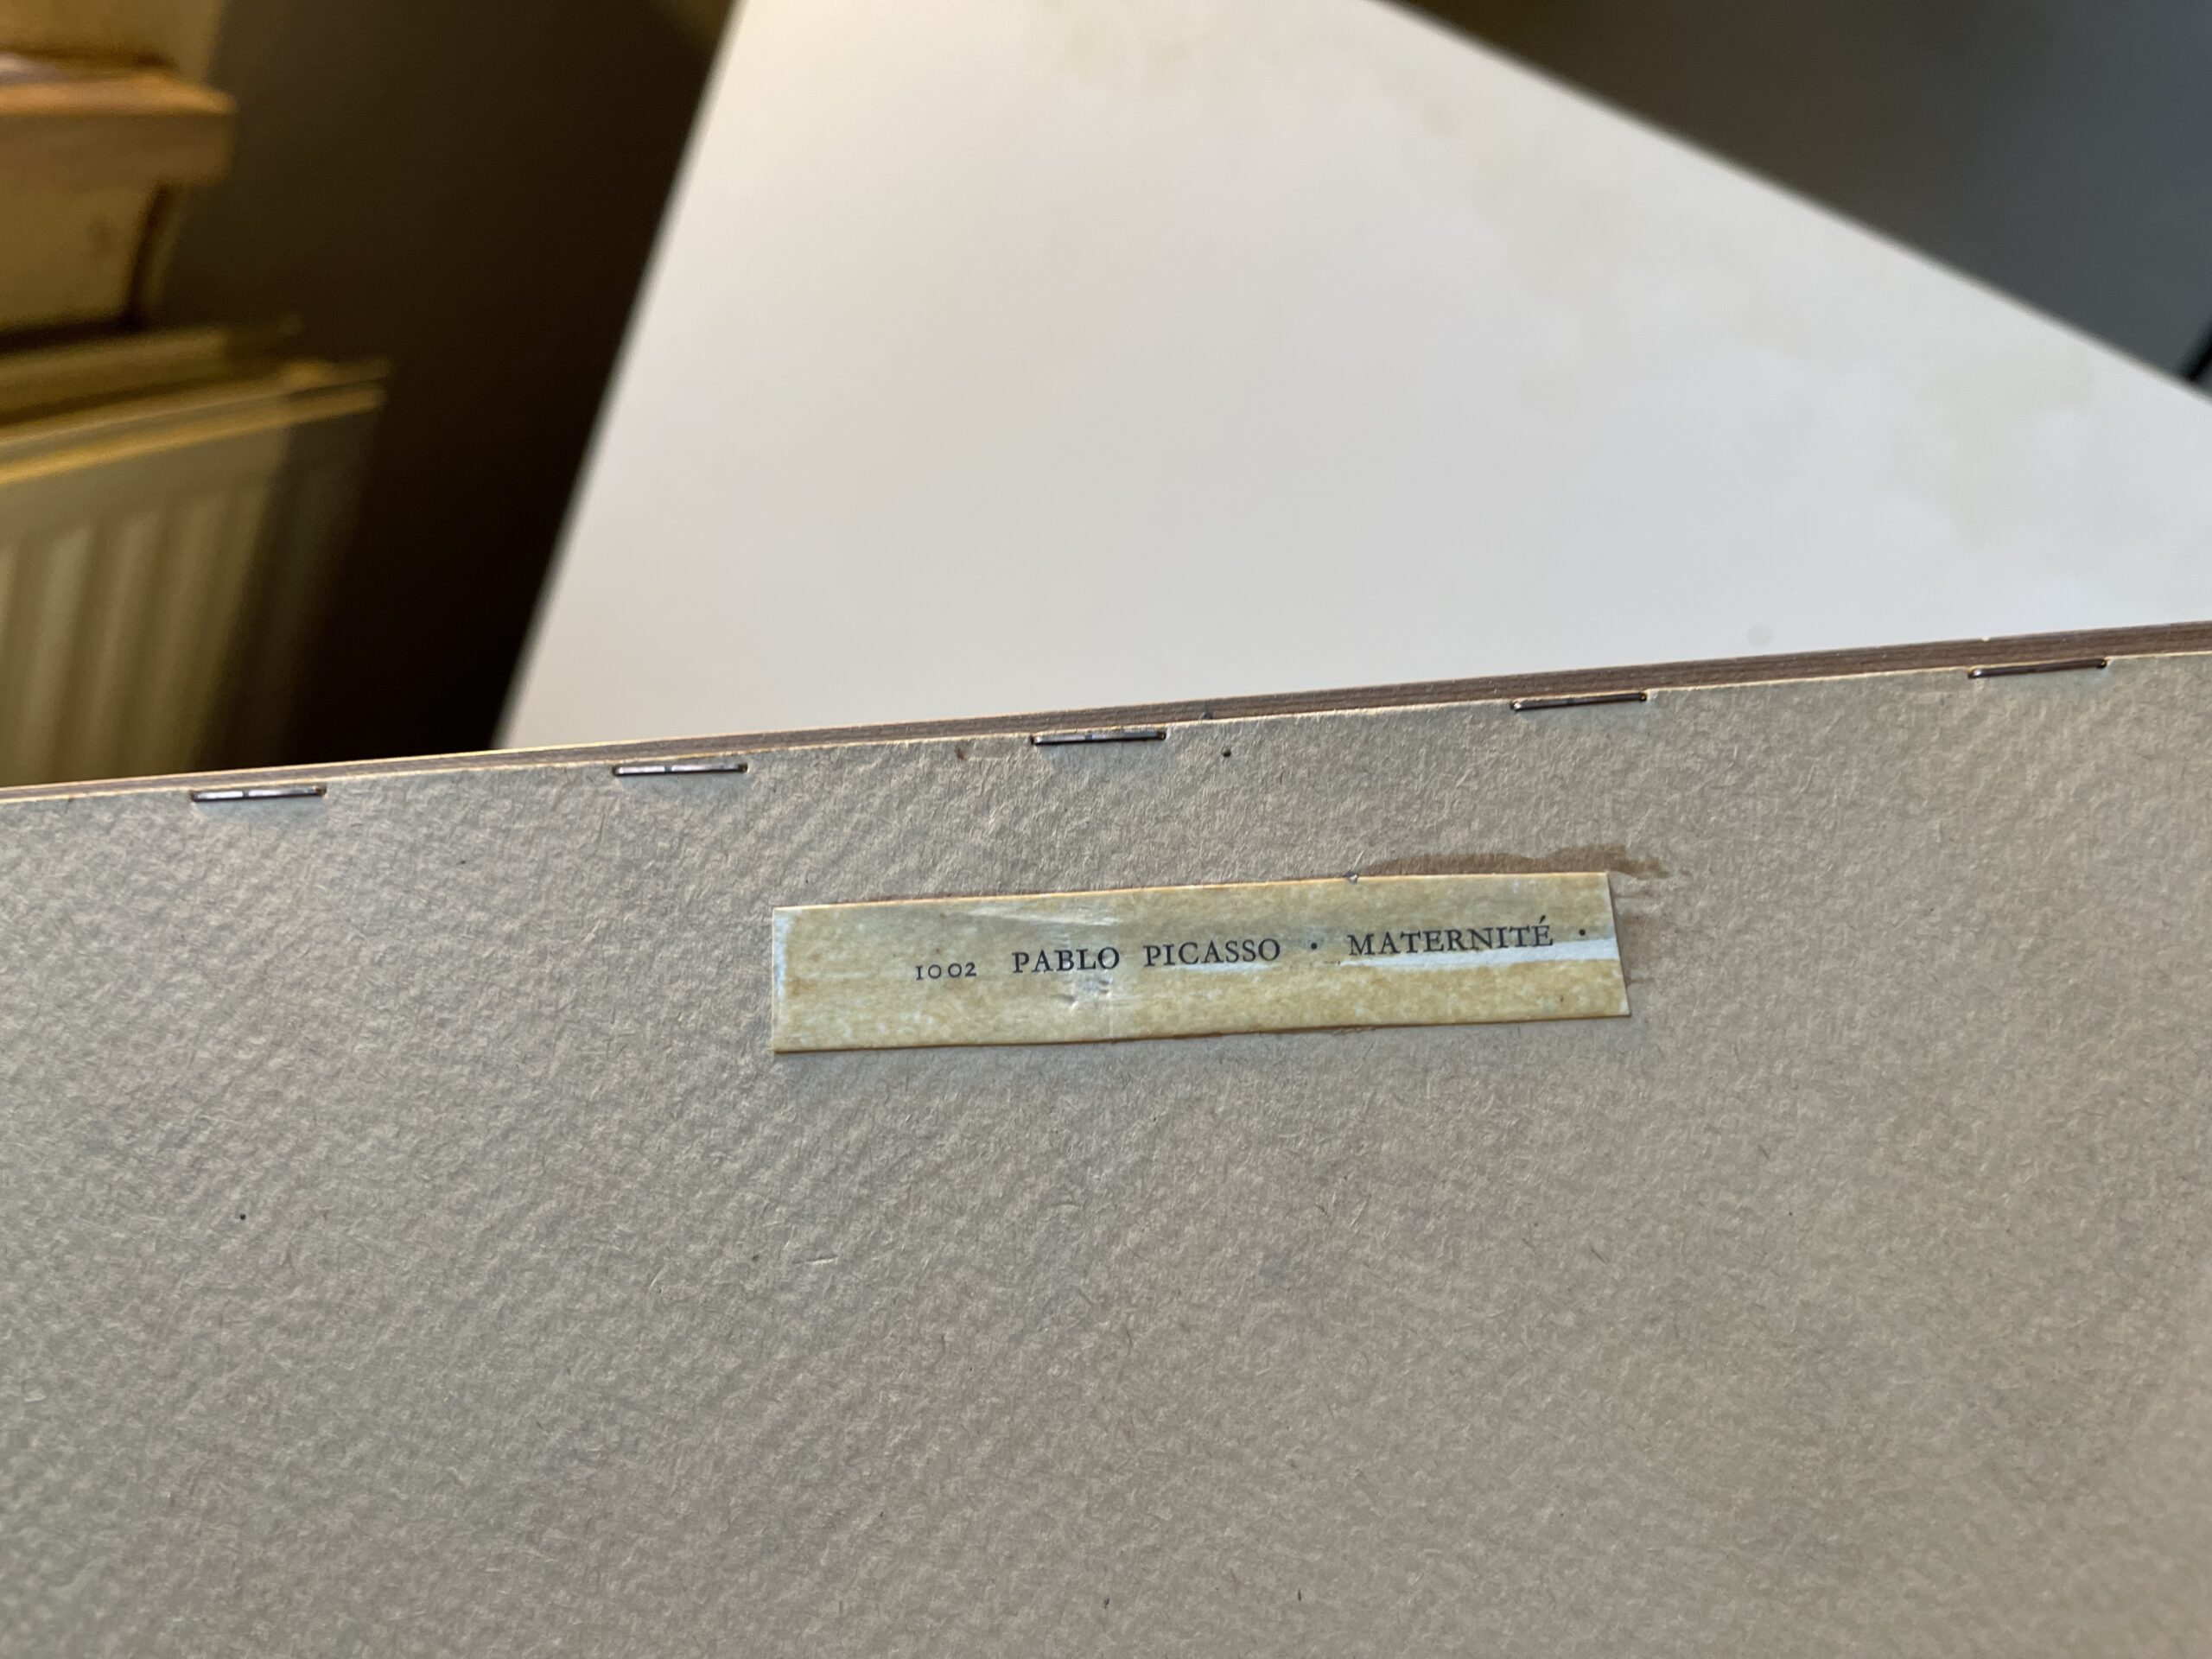 1002 PABLO PICASSO · MATERNITÉ ·